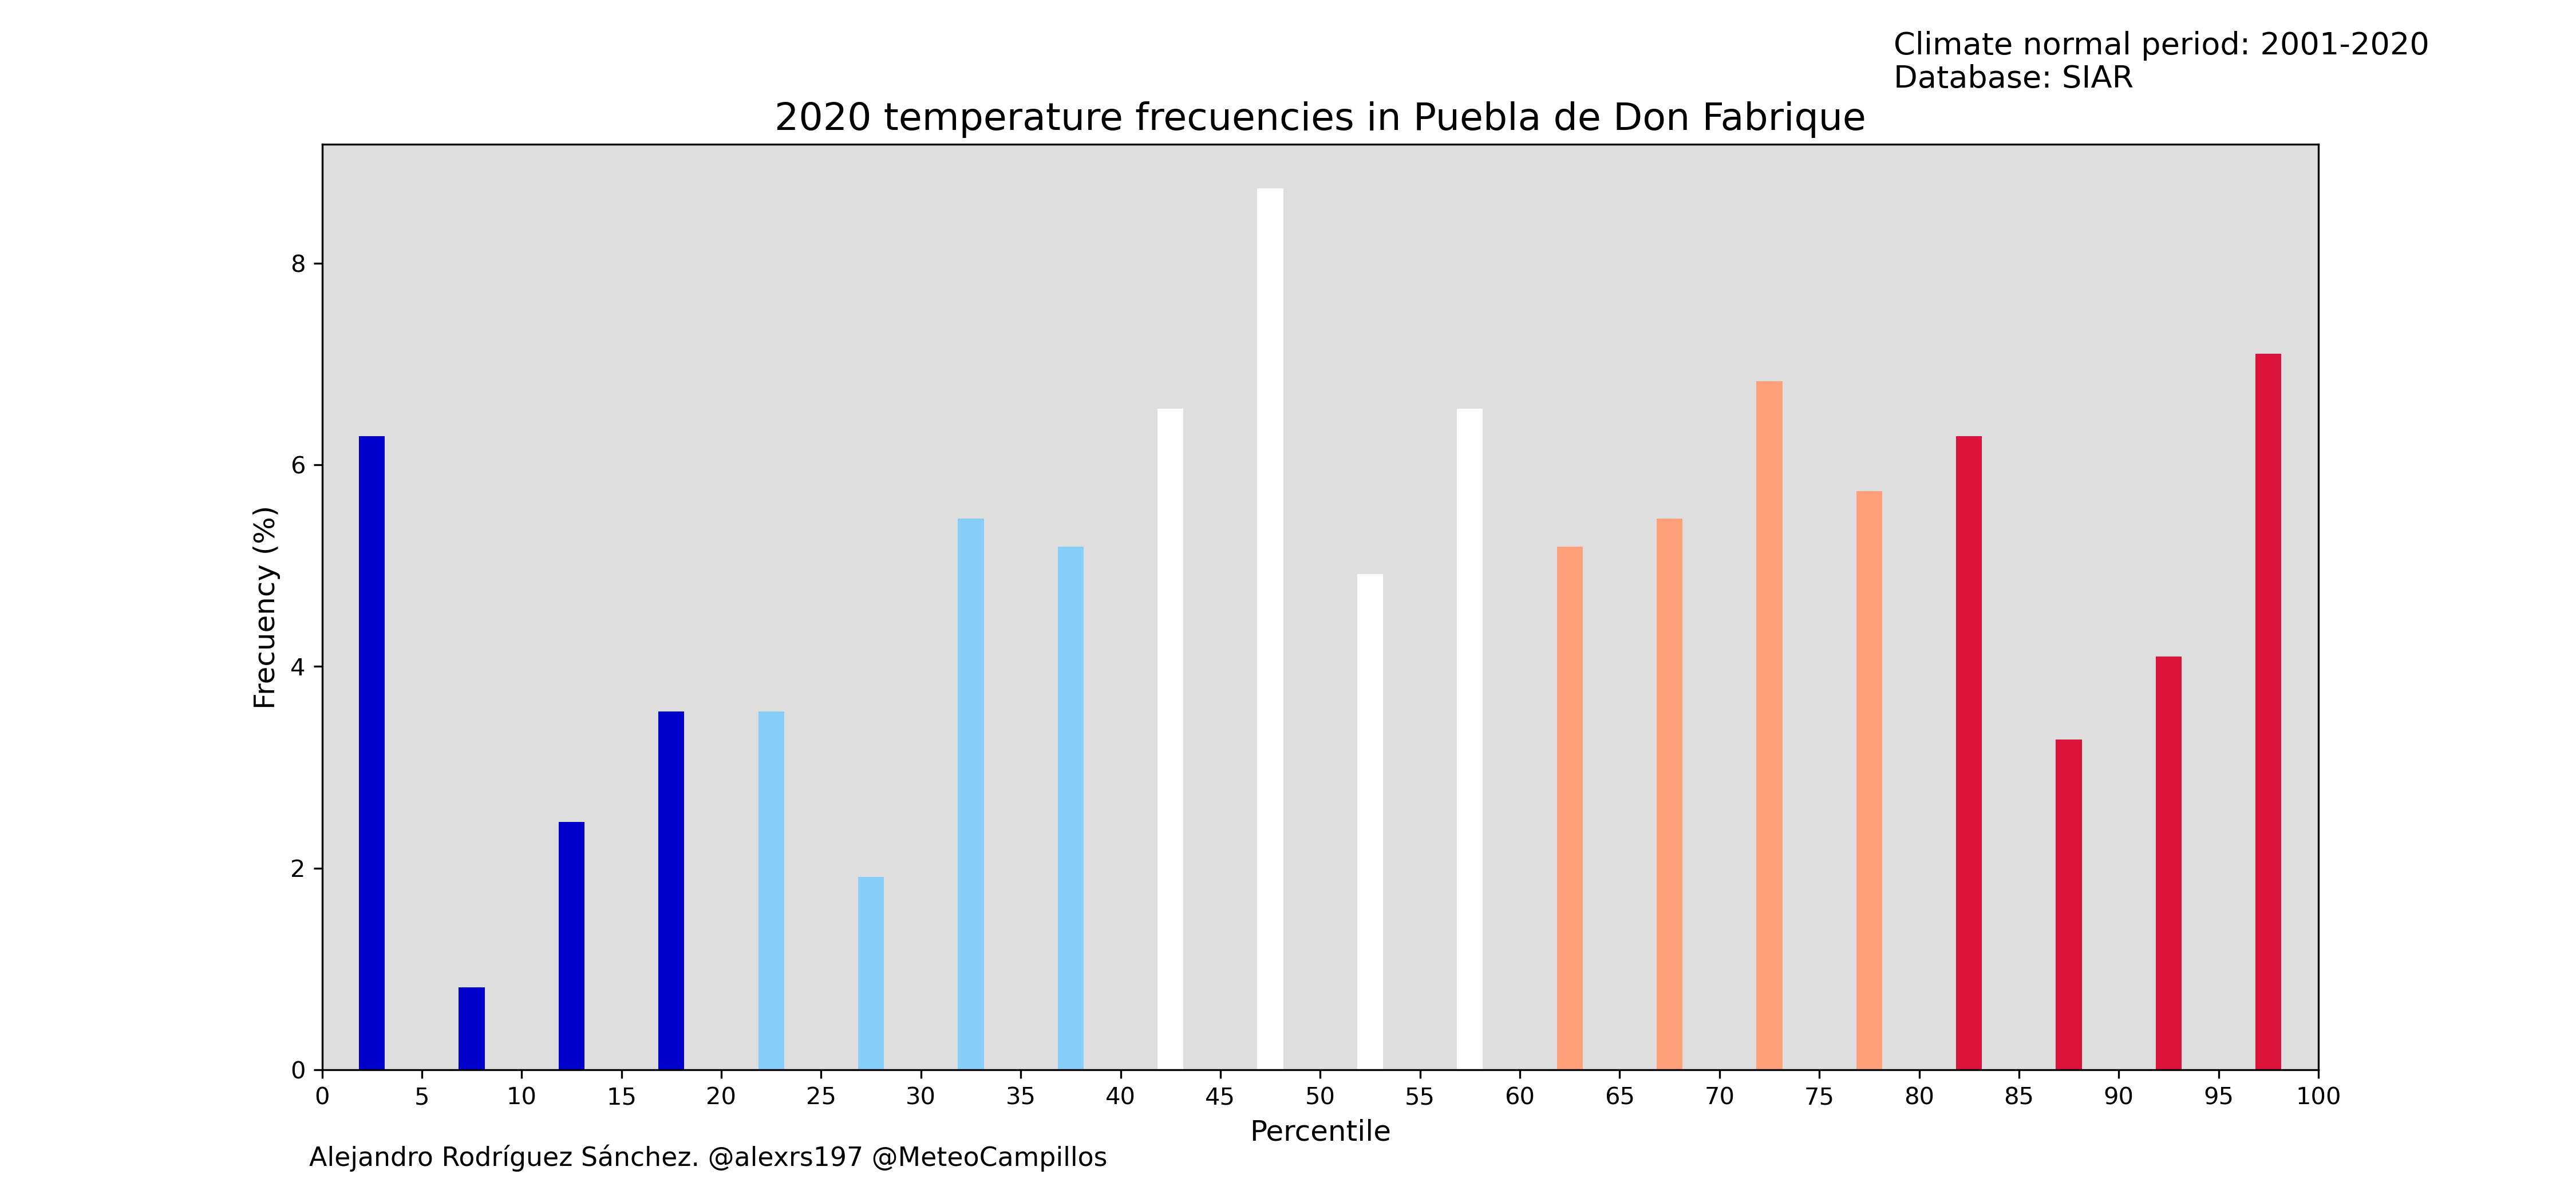 Climate normal period: 2001-2020
Database: SIAR
2020 temperature frecuencies in Puebla de Don Fabrique
Frecuency (%)
8
6
4
2
0
0 5 10 15 20 25 30 35 40 45 50 55 60 65 70 75 80 85 90 95 100
Percentile
Alejandro Rodríguez Sánchez. @alexrs197 @MeteoCampillos